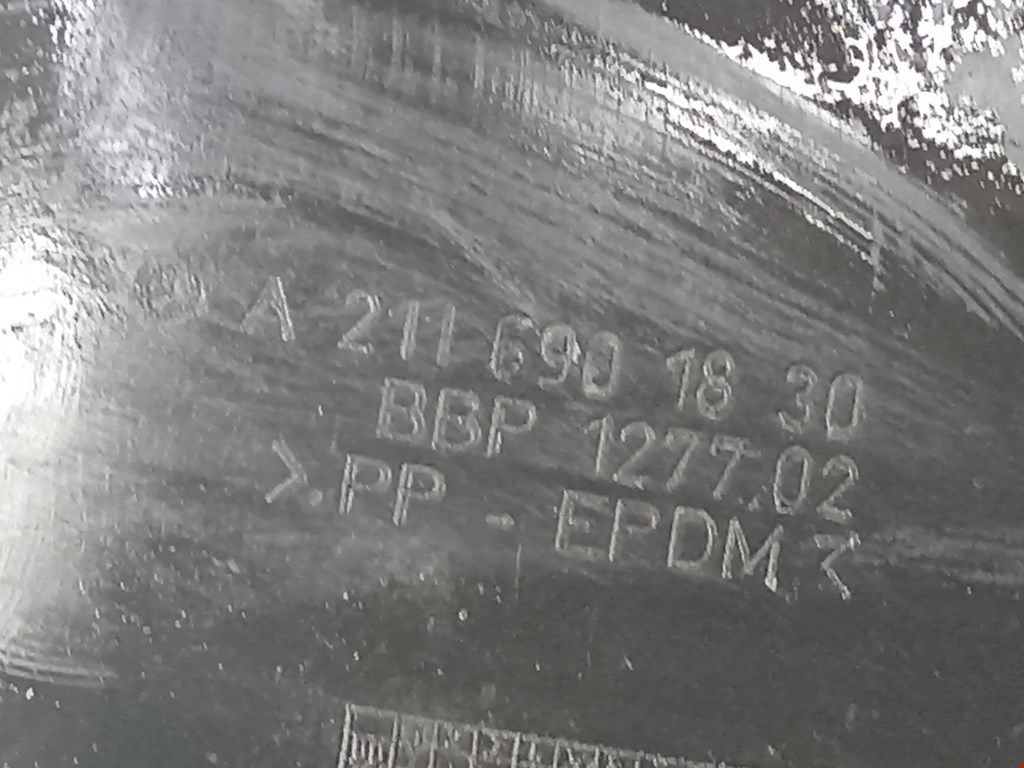 A 211 690 18 30
BBP 1277.02
>.PP - EPDM.<